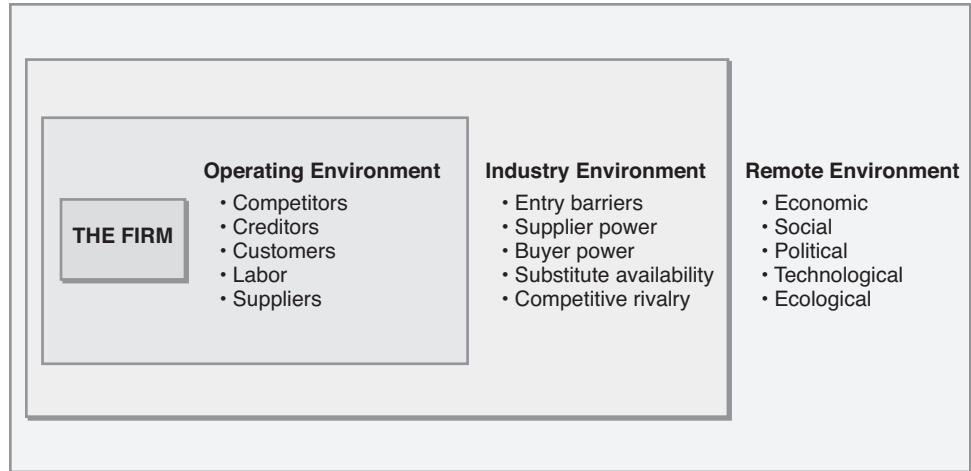 THE FIRM
Operating Environment
• Competitors
• Creditors
• Customers
• Labor
• Suppliers
Industry Environment
• Entry barriers
• Supplier power
• Buyer power
• Substitute availability
• Competitive rivalry
Remote Environment
• Economic
• Social
• Political
• Technological
• Ecological